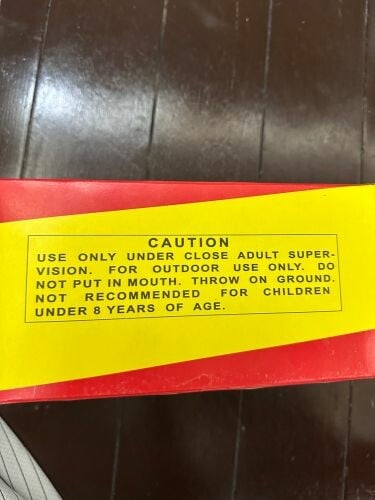 CAUTION
USE ONLY UNDER CLOSE ADULT SUPER-
VISION. FOR OUTDOOR USE ONLY. DO
NOT PUT IN MOUTH. THROW ON GROUND.
NOT RECOMMENDED FOR CHILDREN
UNDER 8 YEARS OF AGE.